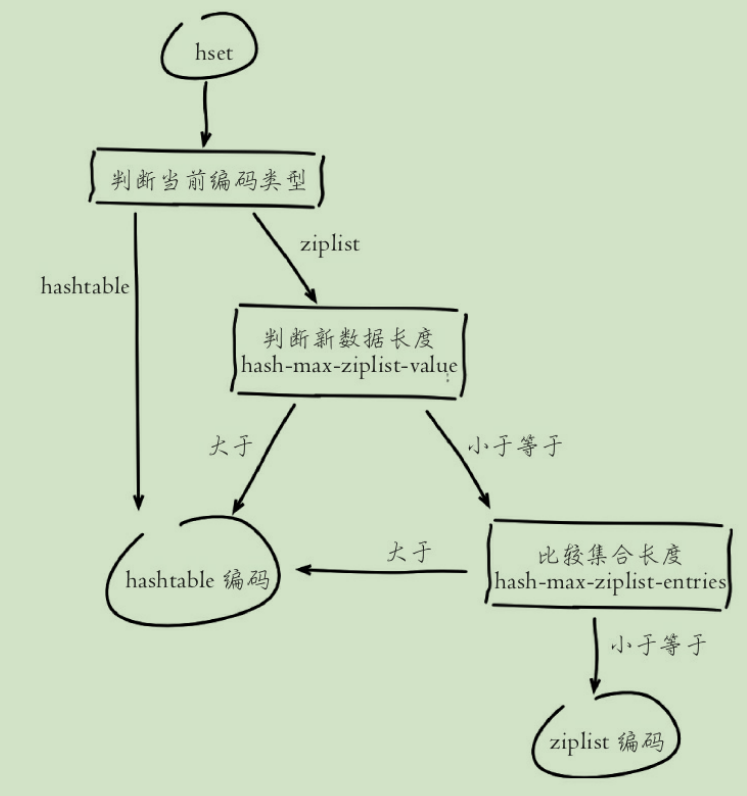 hset
判断当前编码类型
ziplist
hashtable
判断新数据长度
hash-max-ziplist-value
大于
小于等于
大于
比较集合长度
hash-max-ziplist-entries
hashtable 编码
小于等于
ziplist 编码